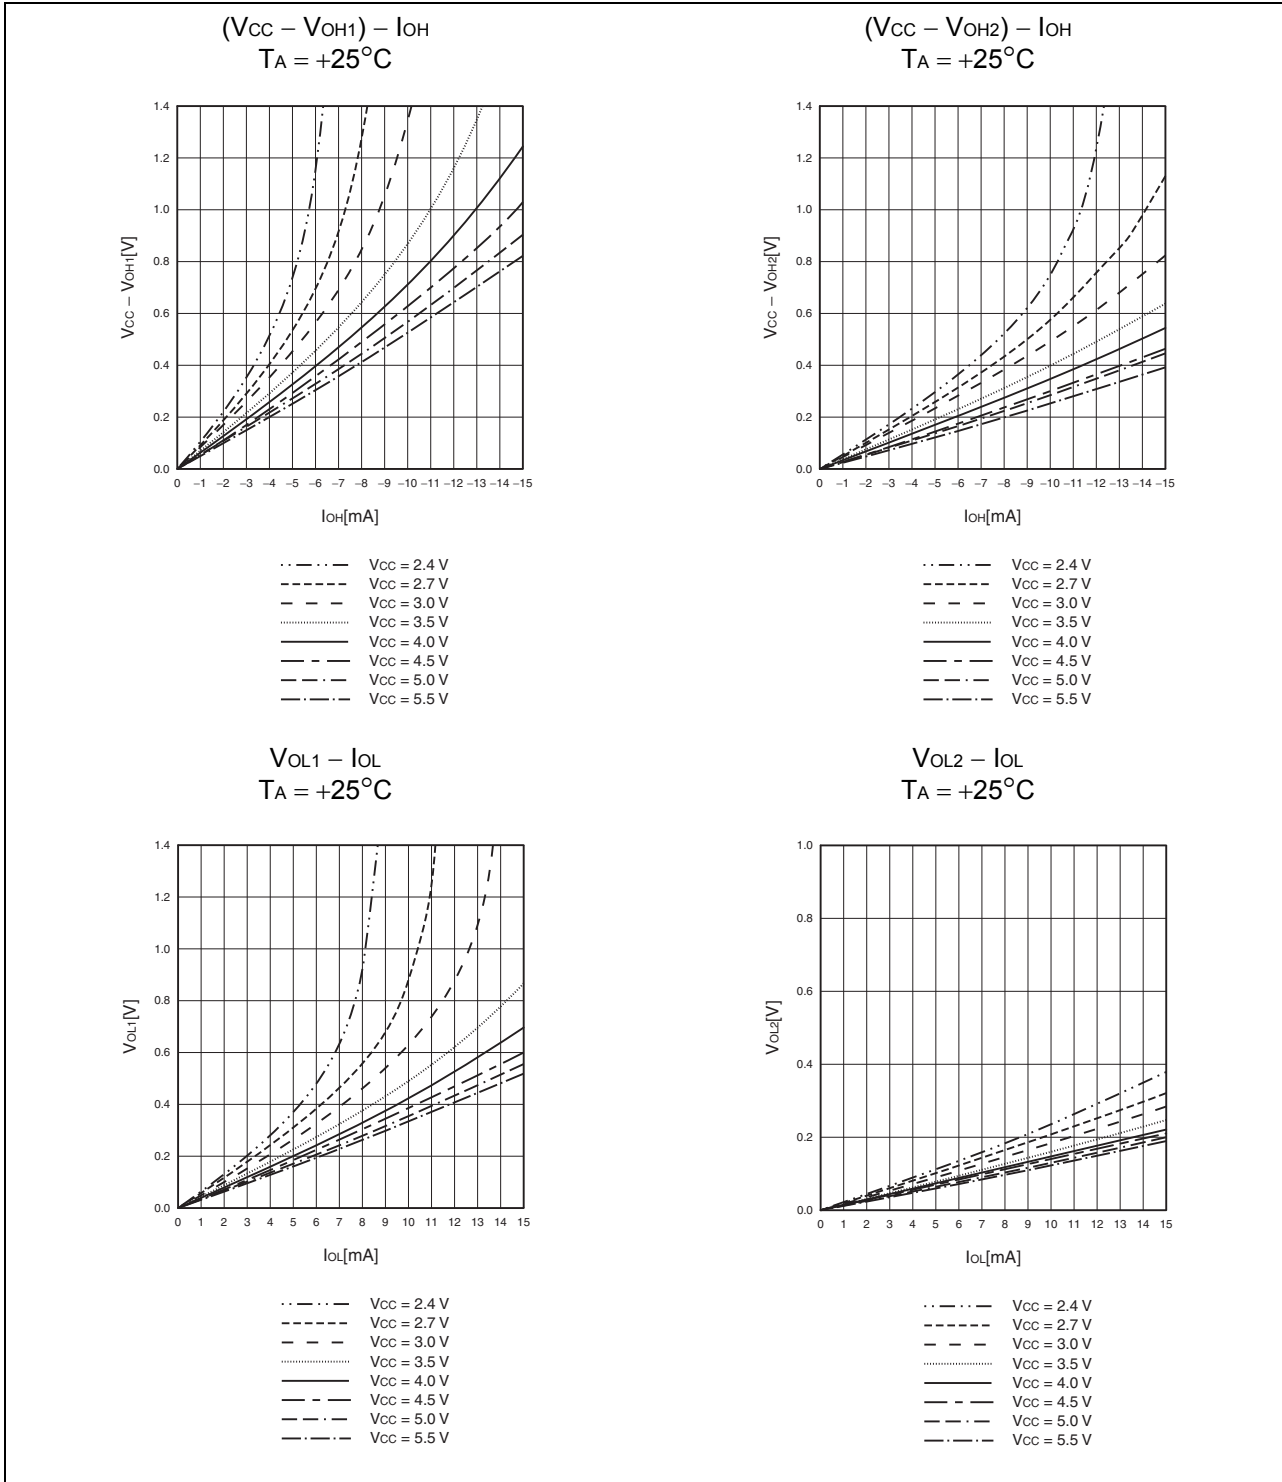 (VCC – VOH1) – IOH
TA = +25°C
1.4
1.2
1.0
0.8
0.6
0.4
0.2
0.0
VCC – VOH1[V]
0 –1 –2 –3 –4 –5 –6 –7 –8 –9 –10 –11 –12 –13 –14 –15
IOH[mA]
VCC = 2.4 V
VCC = 2.7 V
VCC = 3.0 V
VCC = 3.5 V
VCC = 4.0 V
VCC = 4.5 V
VCC = 5.0 V
VCC = 5.5 V
(VCC – VOH2) – IOH
TA = +25°C
1.4
1.2
1.0
0.8
0.6
0.4
0.2
0.0
VCC – VOH2[V]
0 –1 –2 –3 –4 –5 –6 –7 –8 –9 –10 –11 –12 –13 –14 –15
IOH[mA]
VCC = 2.4 V
VCC = 2.7 V
VCC = 3.0 V
VCC = 3.5 V
VCC = 4.0 V
VCC = 4.5 V
VCC = 5.0 V
VCC = 5.5 V
VOL1 – IOL
TA = +25°C
1.4
1.2
1.0
0.8
0.6
0.4
0.2
0.0
VOL1[V]
0 1 2 3 4 5 6 7 8 9 10 11 12 13 14 15
IOL[mA]
VCC = 2.4 V
VCC = 2.7 V
VCC = 3.0 V
VCC = 3.5 V
VCC = 4.0 V
VCC = 4.5 V
VCC = 5.0 V
VCC = 5.5 V
VOL2 – IOL
TA = +25°C
1.0
0.8
0.6
0.4
0.2
0.0
VOL2[V]
0 1 2 3 4 5 6 7 8 9 10 11 12 13 14 15
IOL[mA]
VCC = 2.4 V
VCC = 2.7 V
VCC = 3.0 V
VCC = 3.5 V
VCC = 4.0 V
VCC = 4.5 V
VCC = 5.0 V
VCC = 5.5 V